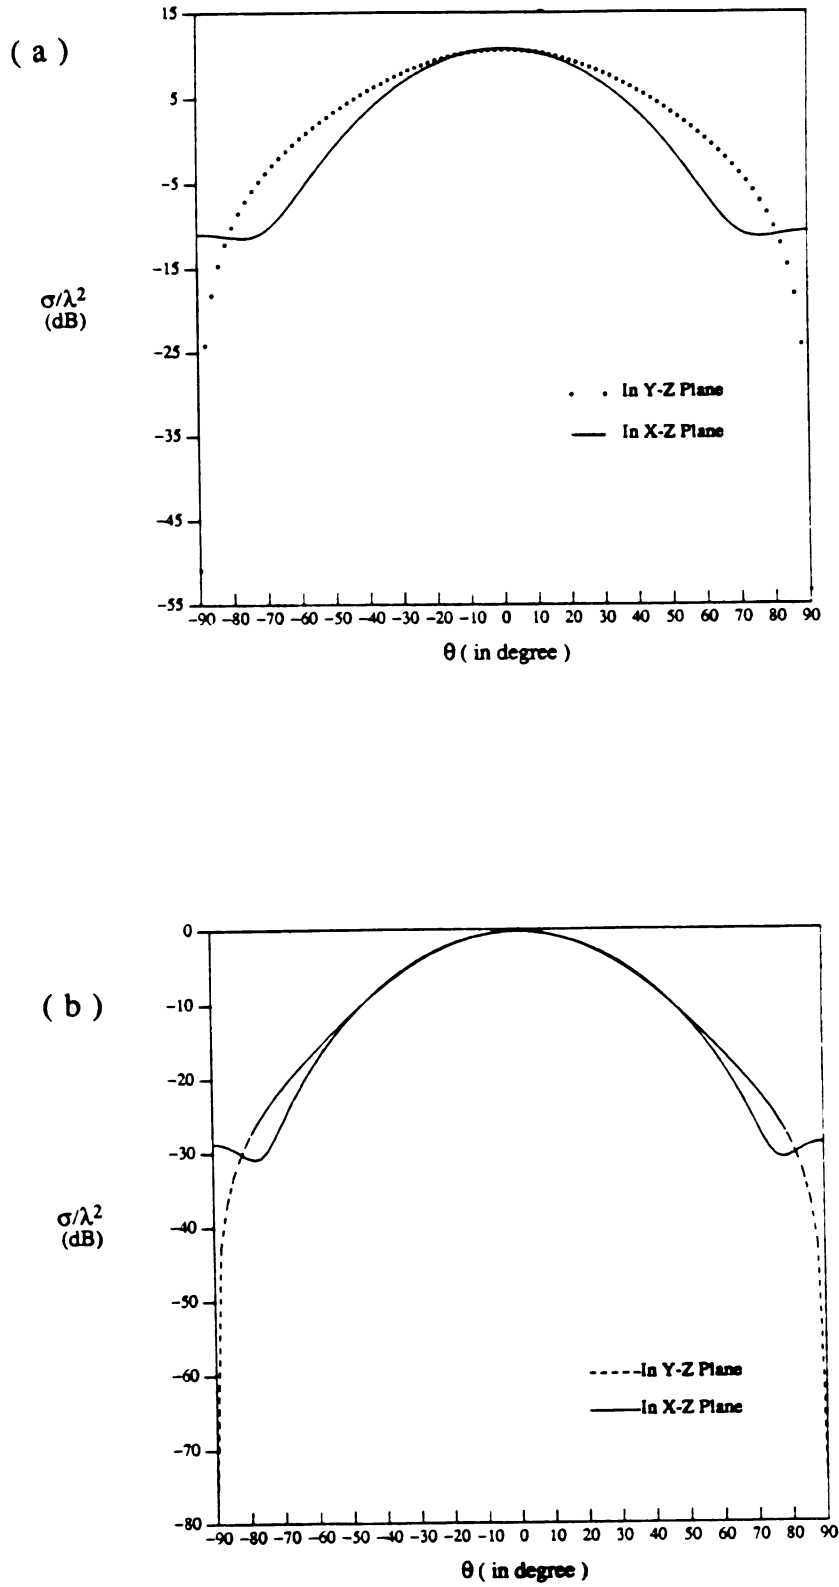 ( a )
15
5
−5
−15
−25
−35
−45
−55
σ/λ²
(dB)
In Y-Z Plane
In X-Z Plane
−90 −80 −70 −60 −50 −40 −30 −20 −10 0 10 20 30 40 50 60 70 80 90
θ ( in degree )
( b )
0
−10
−20
−30
−40
−50
−60
−70
−80
σ/λ²
(dB)
In Y-Z Plane
In X-Z Plane
−90 −80 −70 −60 −50 −40 −30 −20 −10 0 10 20 30 40 50 60 70 80 90
θ ( in degree )